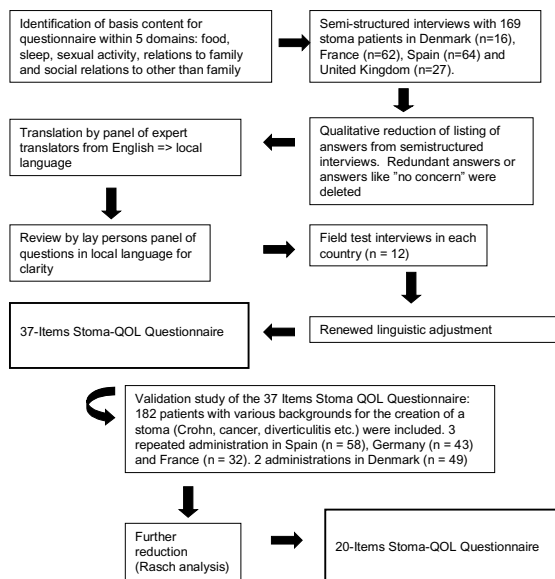 Identification of basis content for
questionnaire within 5 domains: food,
sleep, sexual activity, relations to family
and social relations to other than family
Semi-structured interviews with 169
stoma patients in Denmark (n=16),
France (n=62), Spain (n=64) and
United Kingdom (n=27).
Qualitative reduction of listing of
answers from semistructured
interviews. Redundant answers or
answers like ”no concern” were
deleted
Translation by panel of expert
translators from English => local
language
Review by lay persons panel of
questions in local language for
clarity
Field test interviews in each
country (n = 12)
Renewed linguistic adjustment
37-Items Stoma-QOL Questionnaire
Validation study of the 37 Items Stoma QOL Questionnaire:
182 patients with various backgrounds for the creation of a
stoma (Crohn, cancer, diverticulitis etc.) were included. 3
repeated administration in Spain (n = 58), Germany (n = 43)
and France (n = 32). 2 administrations in Denmark (n = 49)
Further
reduction
(Rasch analysis)
20-Items Stoma-QOL Questionnaire